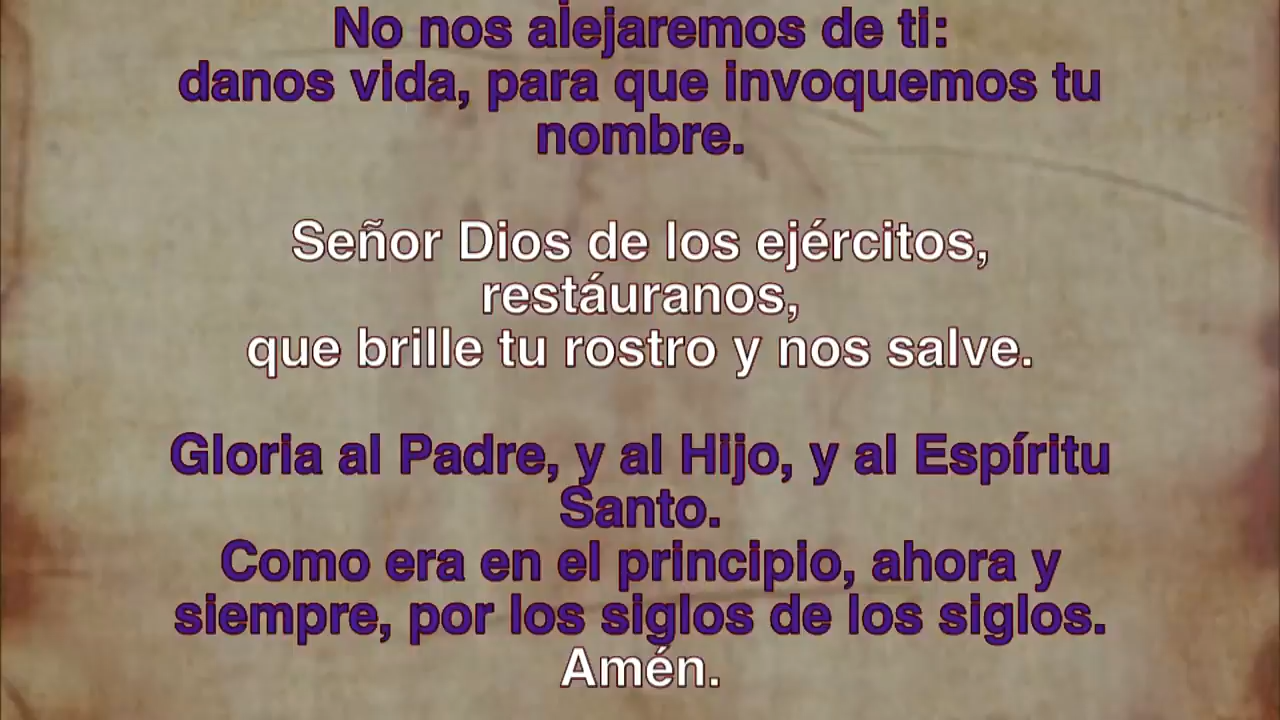 No nos alejaremos de ti:
danos vida, para que invoquemos tu
nombre.
Señor Dios de los ejércitos,
restáuranos,
que brille tu rostro y nos salve.
Gloria al Padre, y al Hijo, y al Espíritu
Santo.
Como era en el principio, ahora y
siempre, por los siglos de los siglos.
Amén.